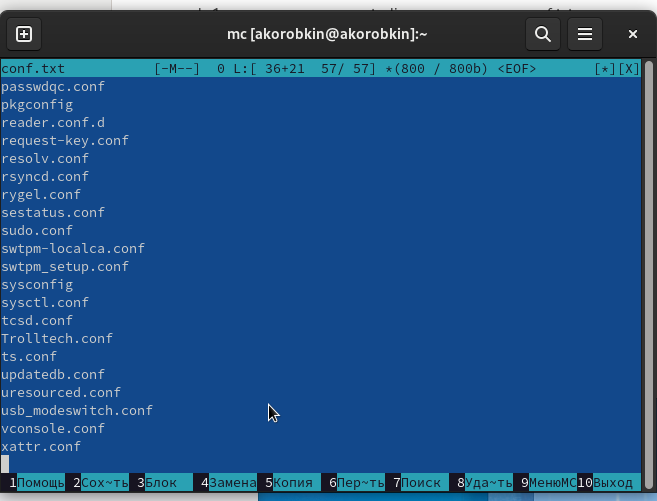 mc [akorobkin@akorobkin]:~
conf.txt [-M--] 0 L:[ 36+21 57/ 57] *(800 / 800b) <EOF> [*][X]
passwdqc.conf
pkgconfig
reader.conf.d
request-key.conf
resolv.conf
rsyncd.conf
rygel.conf
sestatus.conf
sudo.conf
swtpm-localca.conf
swtpm_setup.conf
sysconfig
sysctl.conf
tcsd.conf
Trolltech.conf
ts.conf
updatedb.conf
uresourced.conf
usb_modeswitch.conf
vconsole.conf
xattr.conf
1Помощь 2Сох~ть 3Блок 4Замена 5Копия 6Пер~ть 7Поиск 8Уда~ть 9МенюMC 10Выход